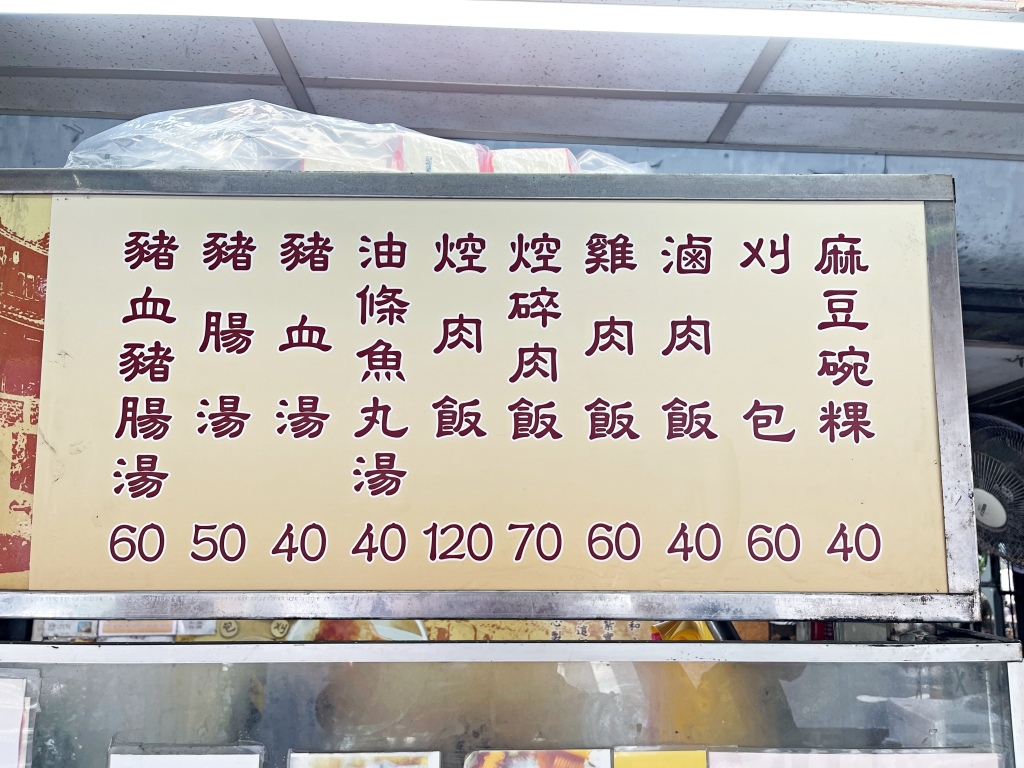 麻豆碗粿 40
刈包 60
滷肉飯 40
雞肉飯 60
焢碎肉飯 70
焢肉飯 120
油條魚丸湯 40
豬血湯 40
豬腸湯 50
豬血豬腸湯 60